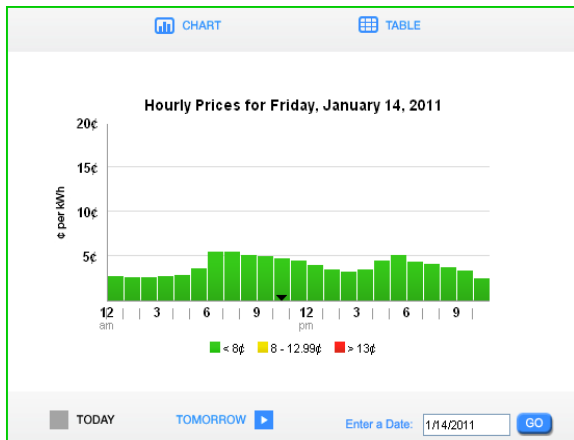 CHART TABLE
Hourly Prices for Friday, January 14, 2011
20¢
15¢
10¢
5¢
¢ per kWh
12 3 6 9 12 3 6 9
am pm
< 8¢ 8 - 12.99¢ > 13¢
TODAY TOMORROW Enter a Date: 1/14/2011 GO